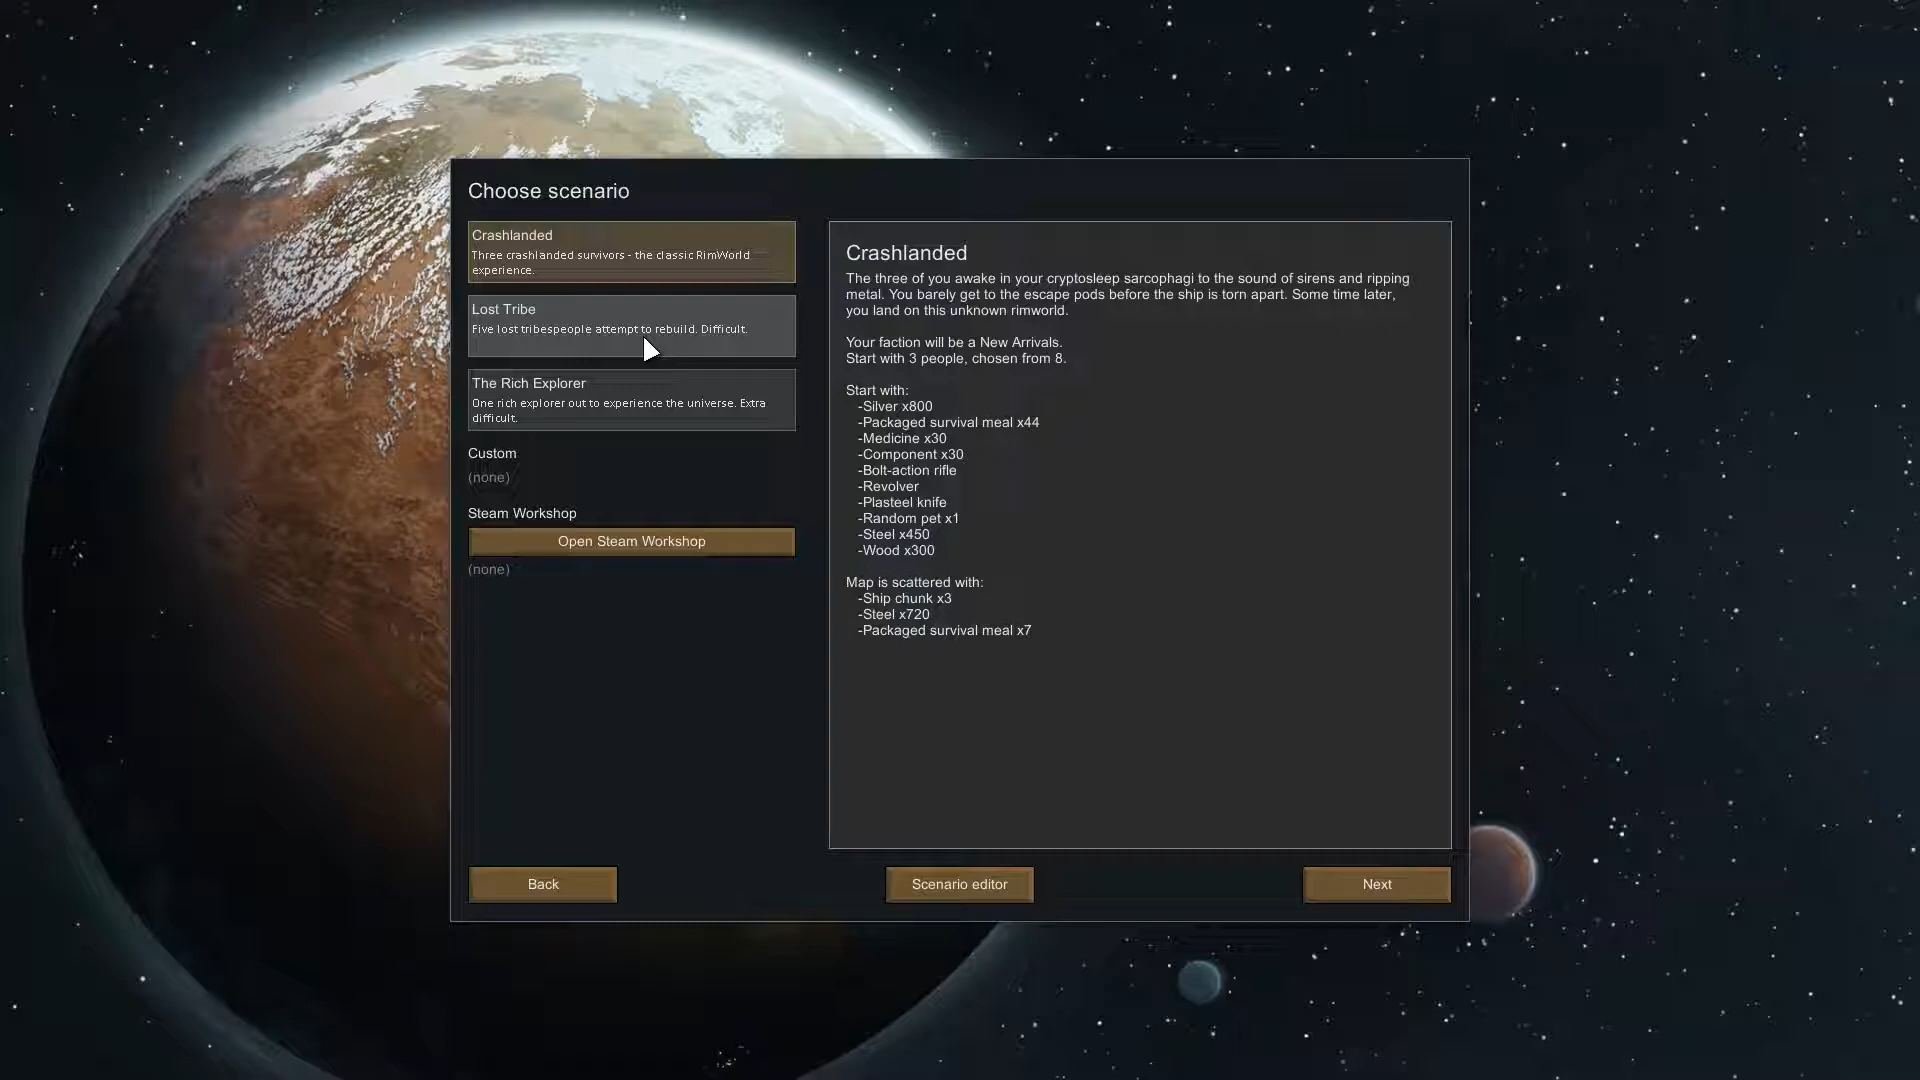 Choose scenario
Crashlanded
Three crashlanded survivors - the classic RimWorld
experience.
Lost Tribe
Five lost tribespeople attempt to rebuild. Difficult.
The Rich Explorer
One rich explorer out to experience the universe. Extra
difficult.
Custom
(none)
Steam Workshop
Open Steam Workshop
(none)
Crashlanded
The three of you awake in your cryptosleep sarcophagi to the sound of sirens and ripping
metal. You barely get to the escape pods before the ship is torn apart. Some time later,
you land on this unknown rimworld.
Your faction will be a New Arrivals.
Start with 3 people, chosen from 8.
Start with:
-Silver x800
-Packaged survival meal x44
-Medicine x30
-Component x30
-Bolt-action rifle
-Revolver
-Plasteel knife
-Random pet x1
-Steel x450
-Wood x300
Map is scattered with:
-Ship chunk x3
-Steel x720
-Packaged survival meal x7
Back
Scenario editor
Next